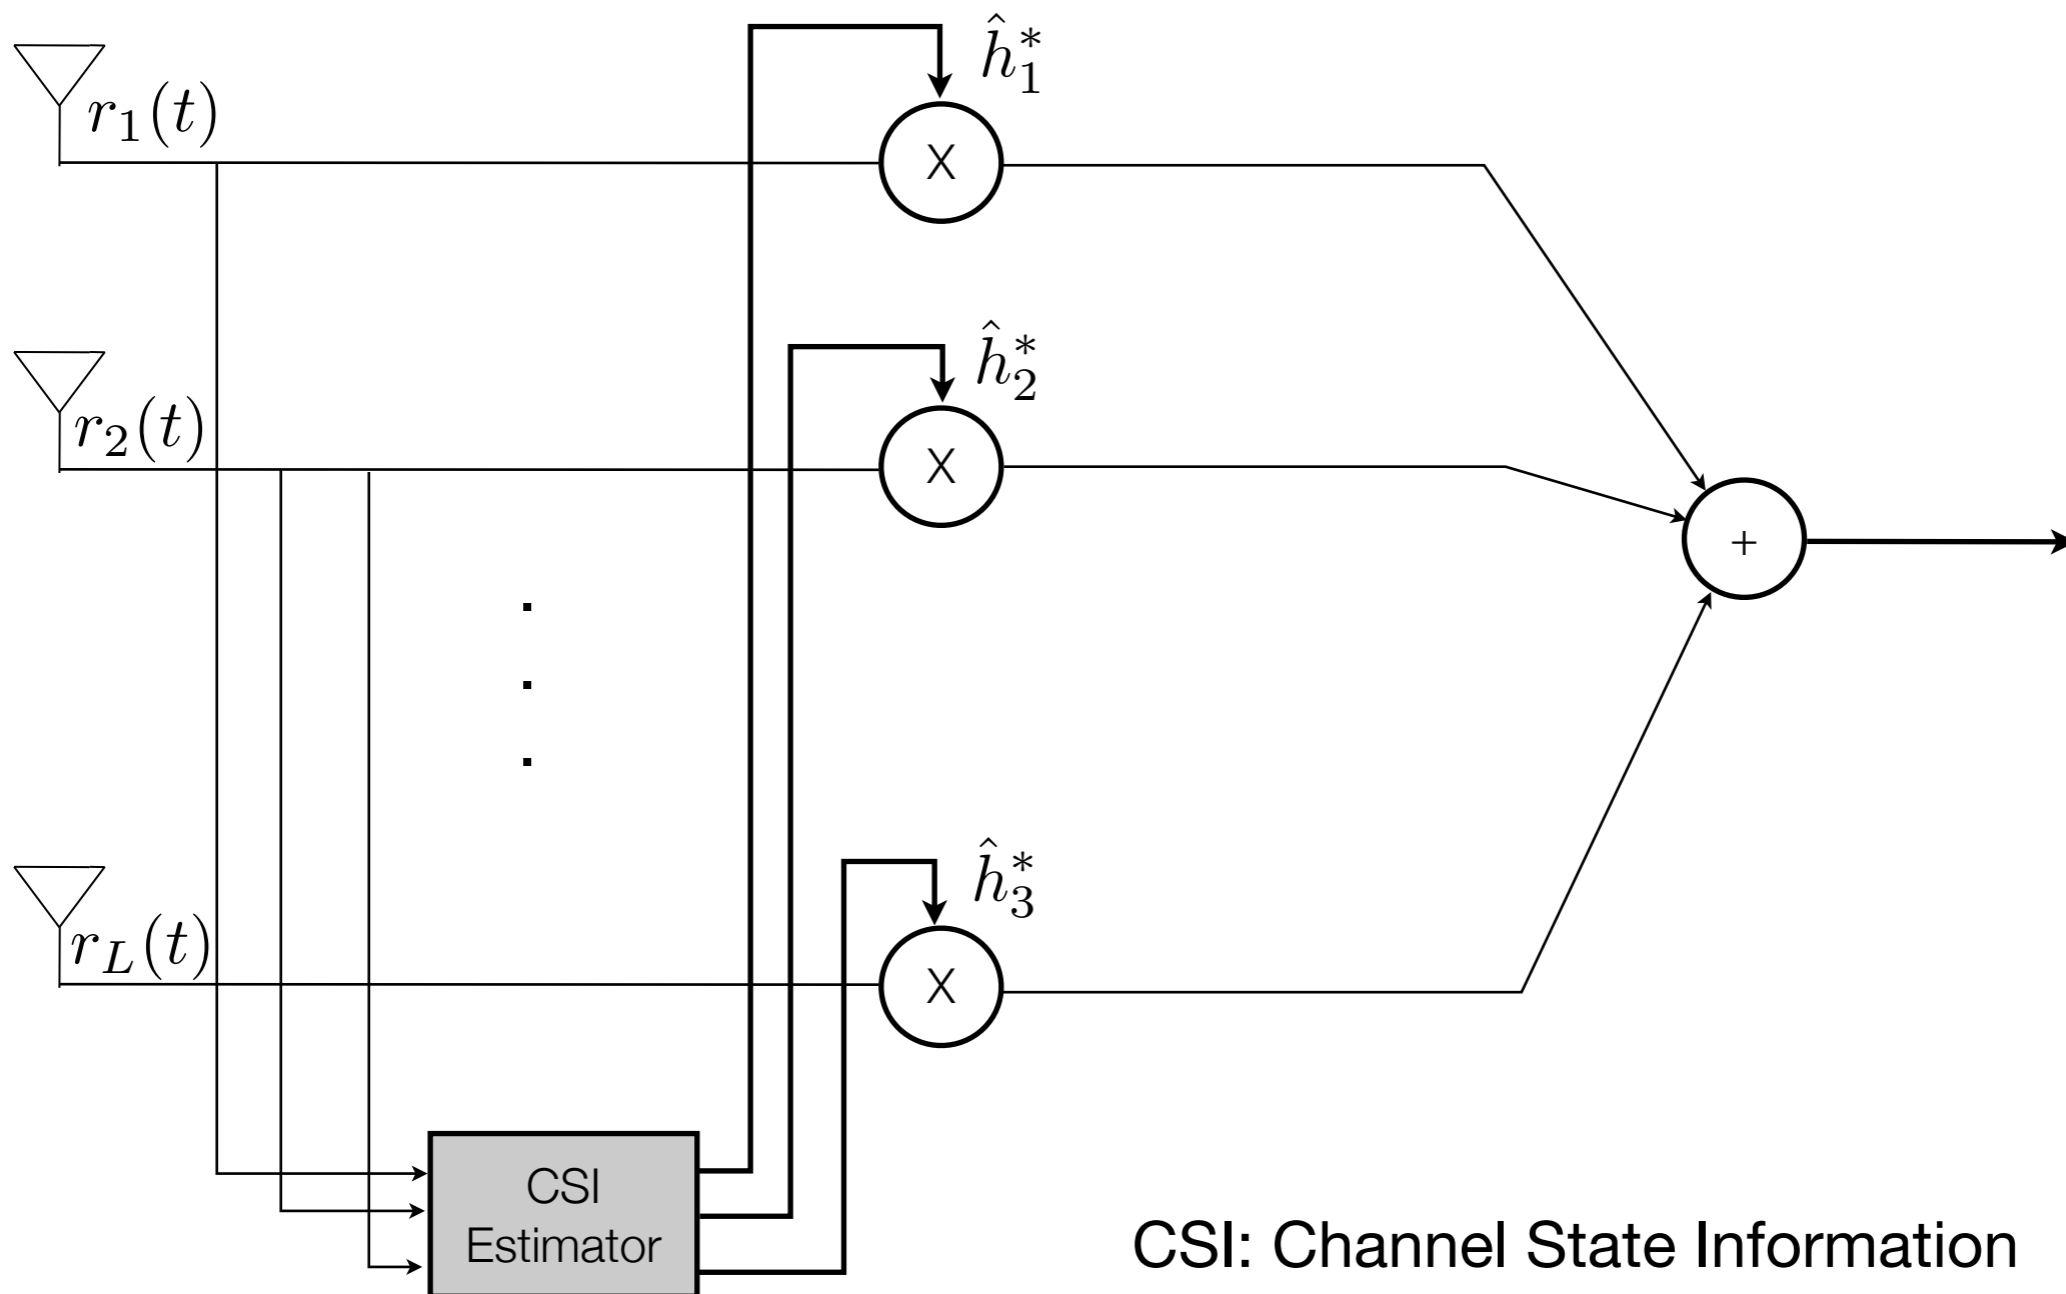 ĥ₁*
r₁(t)
X
ĥ₂*
r₂(t)
X
+
ĥ₃*
r_L(t)
X
CSI
Estimator
CSI: Channel State Information